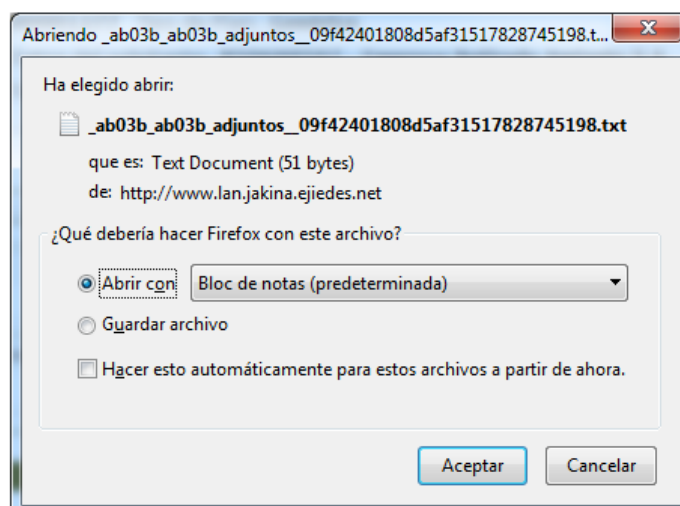 Abriendo _ab03b_ab03b_adjuntos__09f42401808d5af31517828745198.t...
Ha elegido abrir:
_ab03b_ab03b_adjuntos__09f42401808d5af31517828745198.txt
que es: Text Document (51 bytes)
de: http://www.lan.jakina.ejiedes.net
¿Qué debería hacer Firefox con este archivo?
Abrir con Bloc de notas (predeterminada)
Guardar archivo
Hacer esto automáticamente para estos archivos a partir de ahora.
Aceptar Cancelar